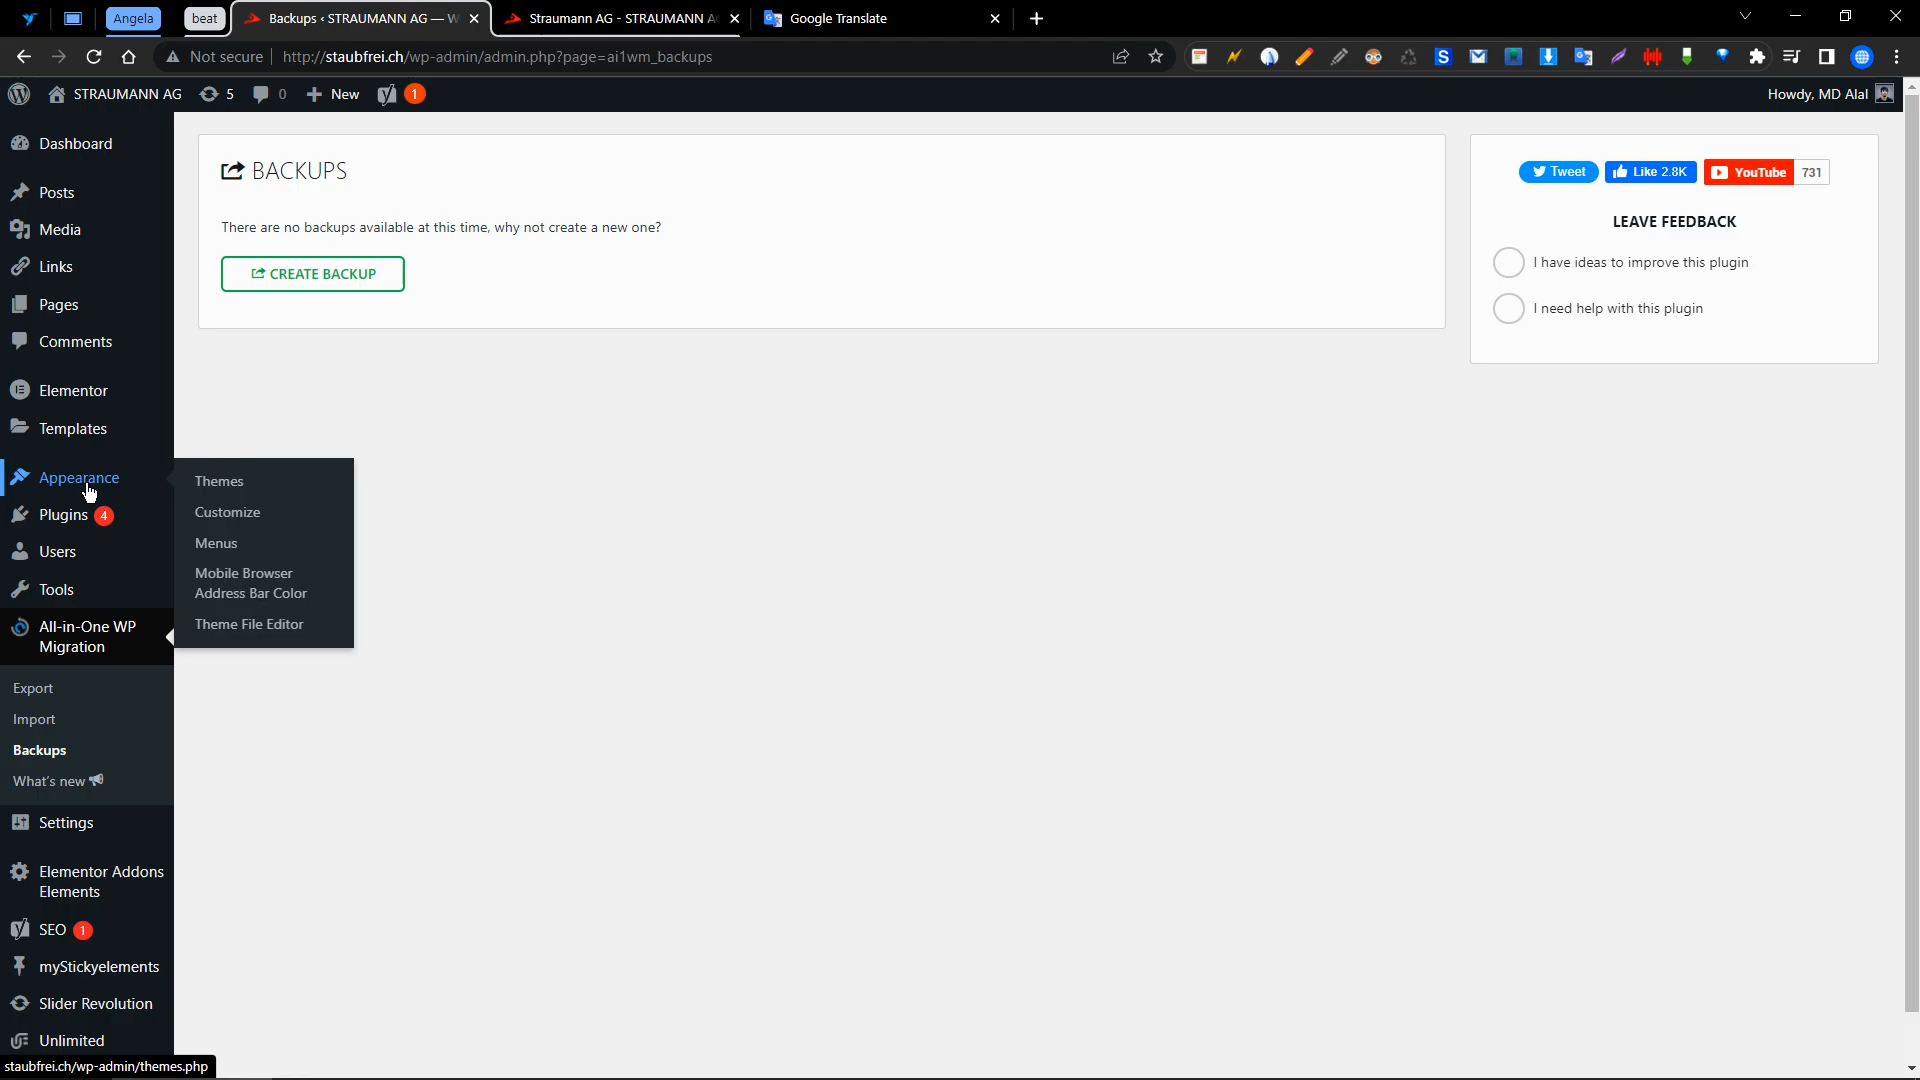 Angela
beat
Backups ‹ STRAUMANN AG — W
Straumann AG - STRAUMANN A
Google Translate
Not secure
http://staubfrei.ch/wp-admin/admin.php?page=ai1wm_backups
STRAUMANN AG
5
0
New
1
Howdy, MD Alal
Dashboard
Posts
Media
Links
Pages
Comments
Elementor
Templates
Appearance
Plugins 4
Users
Tools
All-in-One WP
Migration
Export
Import
Backups
What's new
Settings
Elementor Addons
Elements
SEO 1
myStickyelements
Slider Revolution
Unlimited
staubfrei.ch/wp-admin/themes.php
Themes
Customize
Menus
Mobile Browser
Address Bar Color
Theme File Editor
BACKUPS
There are no backups available at this time, why not create a new one?
CREATE BACKUP
Tweet
Like 2.8K
YouTube
731
LEAVE FEEDBACK
I have ideas to improve this plugin
I need help with this plugin